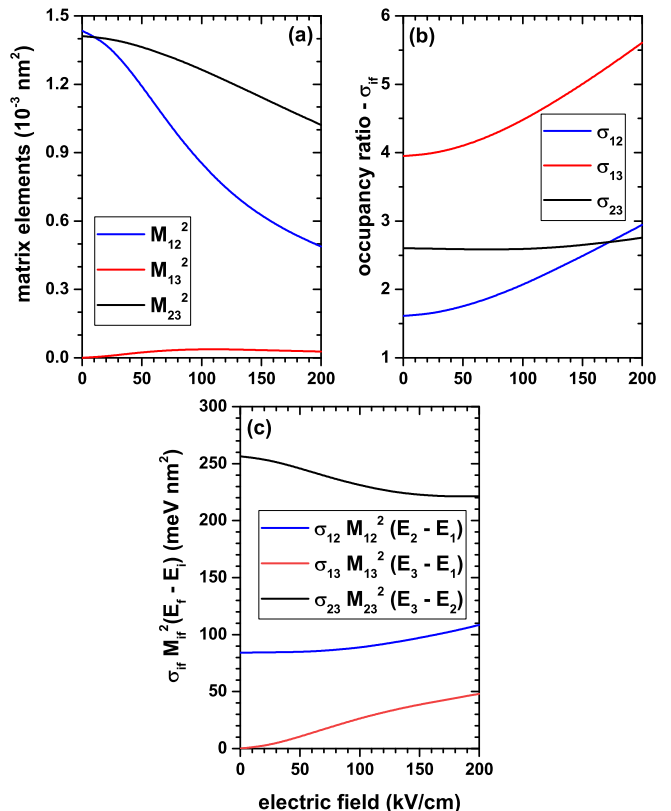 (a)
matrix elements (10⁻³ nm²)
1.5
1.2
0.9
0.6
0.3
0.0
M₁₂²
M₁₃²
M₂₃²
0 50 100 150 200
(b)
occupancy ratio - σᵢf
6
5
4
3
2
1
σ₁₂
σ₁₃
σ₂₃
0 50 100 150 200
(c)
σᵢf Mᵢf² (Ef - Eᵢ) (meV nm²)
300
250
200
150
100
50
0
σ₁₂ M₁₂² (E₂ - E₁)
σ₁₃ M₁₃² (E₃ - E₁)
σ₂₃ M₂₃² (E₃ - E₂)
0 50 100 150 200
electric field (kV/cm)